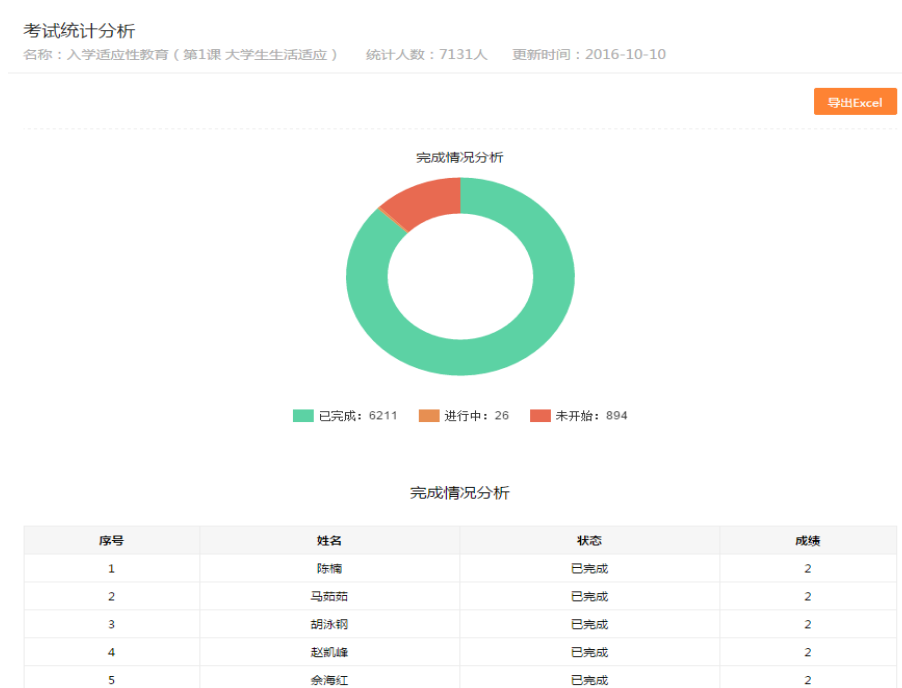 考试统计分析
名称：入学适应性教育（第1课 大学生生活适应） 统计人数：7131人 更新时间：2016-10-10
导出Excel
完成情况分析
已完成：6211 进行中：26 未开始：894
完成情况分析
序号 姓名 状态 成绩
1 陈楠 已完成 2
2 马茹茹 已完成 2
3 胡泳钢 已完成 2
4 赵凯峰 已完成 2
5 余海红 已完成 2